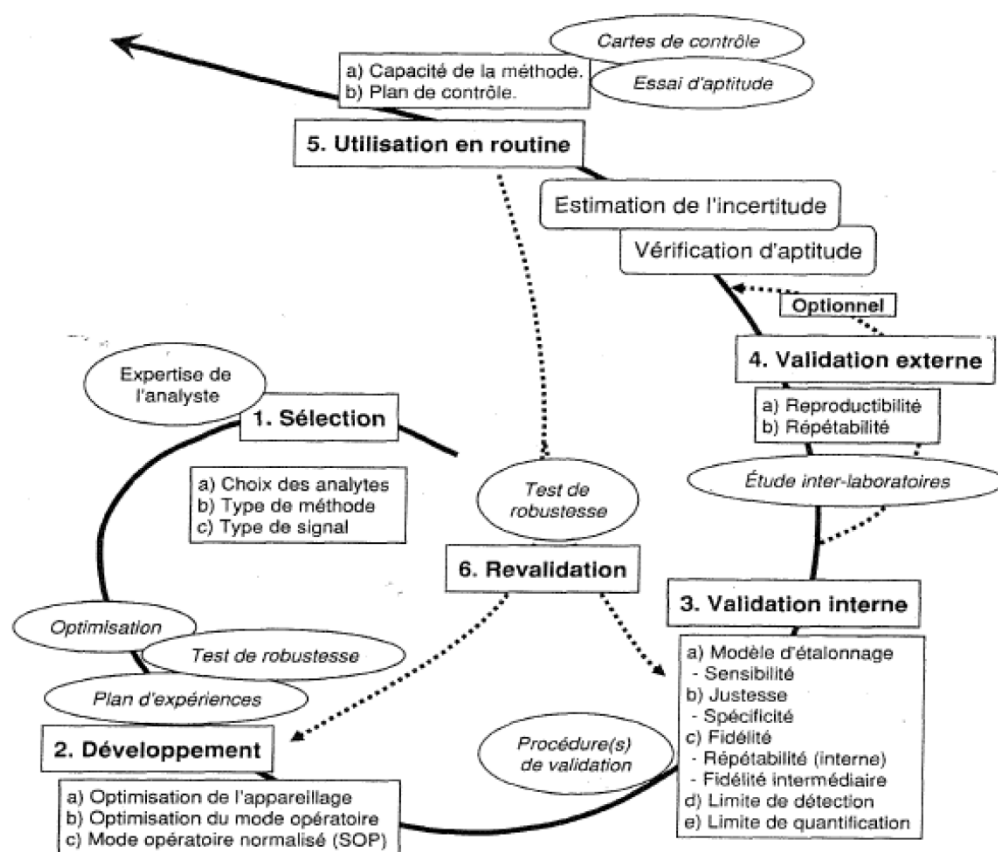 Cartes de contrôle
a) Capacité de la méthode.
b) Plan de contrôle.
Essai d'aptitude
5. Utilisation en routine
Estimation de l'incertitude
Vérification d'aptitude
Optionnel
4. Validation externe
a) Reproductibilité
b) Répétabilité
Étude inter-laboratoires
Expertise de
l'analyste
1. Sélection
a) Choix des analytes
b) Type de méthode
c) Type de signal
Test de
robustesse
6. Revalidation
3. Validation interne
a) Modèle d'étalonnage
- Sensibilité
b) Justesse
- Spécificité
c) Fidélité
- Répétabilité (interne)
- Fidélité intermédiaire
d) Limite de détection
e) Limite de quantification
Optimisation
Test de robustesse
Plan d'expériences
2. Développement
Procédure(s)
de validation
a) Optimisation de l'appareillage
b) Optimisation du mode opératoire
c) Mode opératoire normalisé (SOP)